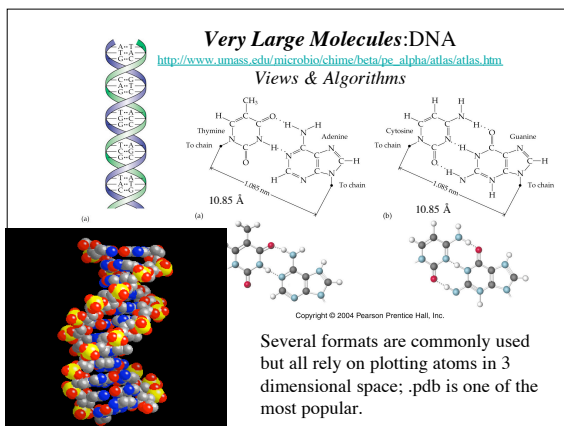 Very Large Molecules:DNA
http://www.umass.edu/microbio/chime/beta/pe_alpha/atlas/atlas.htm
Views & Algorithms
A T
T A
G C
C G
A T
G C
T A
G C
C G
T A
C G
G C
T A
A T
C G
(a)
CH3
Thymine
To chain
H
C
O
N
Adenine
To chain
1.085 nm
10.85 Å
(a)
Cytosine
To chain
H
C
O
N
Guanine
To chain
1.085 nm
10.85 Å
(b)
Copyright © 2004 Pearson Prentice Hall, Inc.
Several formats are commonly used
but all rely on plotting atoms in 3
dimensional space; .pdb is one of the
most popular.